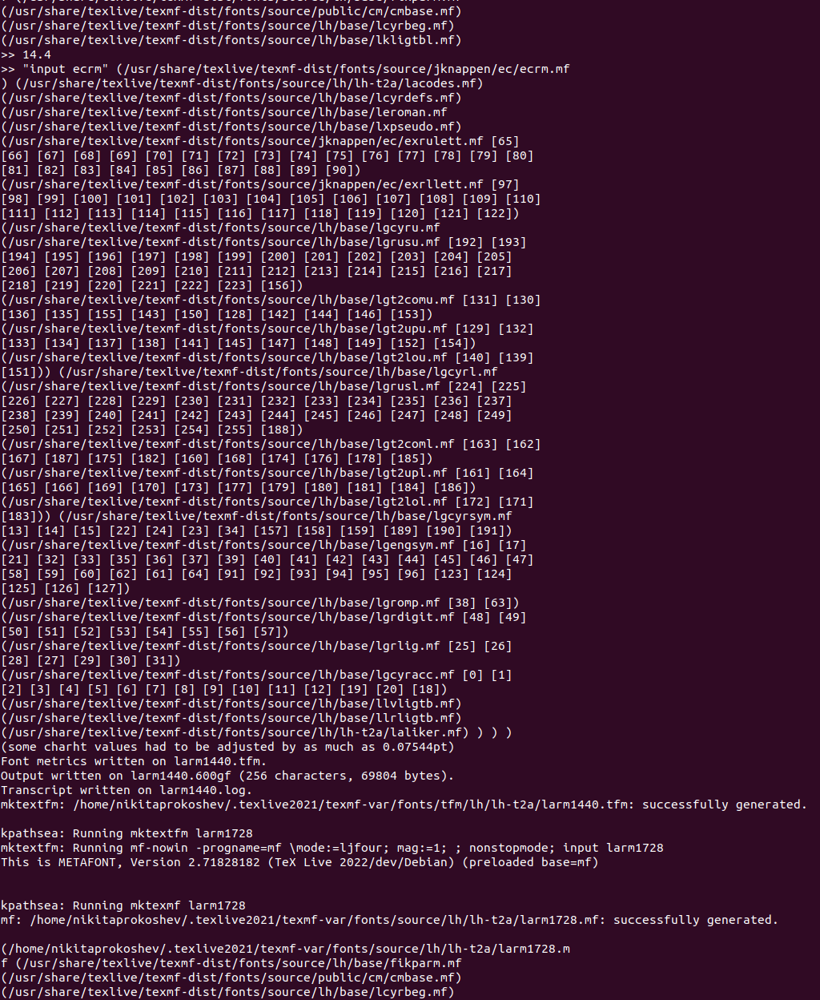 (/usr/share/texlive/texmf-dist/fonts/source/public/cm/cmbase.mf)
(/usr/share/texlive/texmf-dist/fonts/source/lh/base/lcyrbeg.mf)
(/usr/share/texlive/texmf-dist/fonts/source/lh/base/lkligtbl.mf)
>> 14.4
>> "input ecrm" (/usr/share/texlive/texmf-dist/fonts/source/jknappen/ec/ecrm.mf
) (/usr/share/texlive/texmf-dist/fonts/source/lh/lh-t2a/lacodes.mf)
(/usr/share/texlive/texmf-dist/fonts/source/lh/base/lcyrdefs.mf)
(/usr/share/texlive/texmf-dist/fonts/source/lh/base/leroman.mf
(/usr/share/texlive/texmf-dist/fonts/source/lh/base/lxpseudo.mf)
(/usr/share/texlive/texmf-dist/fonts/source/jknappen/ec/exrulett.mf [65]
[66] [67] [68] [69] [70] [71] [72] [73] [74] [75] [76] [77] [78] [79] [80]
[81] [82] [83] [84] [85] [86] [87] [88] [89] [90])
(/usr/share/texlive/texmf-dist/fonts/source/jknappen/ec/exrllett.mf [97]
[98] [99] [100] [101] [102] [103] [104] [105] [106] [107] [108] [109] [110]
[111] [112] [113] [114] [115] [116] [117] [118] [119] [120] [121] [122])
(/usr/share/texlive/texmf-dist/fonts/source/lh/base/lgcyru.mf
(/usr/share/texlive/texmf-dist/fonts/source/lh/base/lgrusu.mf [192] [193]
[194] [195] [196] [197] [198] [199] [200] [201] [202] [203] [204] [205]
[206] [207] [208] [209] [210] [211] [212] [213] [214] [215] [216] [217]
[218] [219] [220] [221] [222] [223] [156])
(/usr/share/texlive/texmf-dist/fonts/source/lh/base/lgt2comu.mf [131] [130]
[136] [135] [155] [143] [150] [128] [142] [144] [146] [153])
(/usr/share/texlive/texmf-dist/fonts/source/lh/base/lgt2upu.mf [129] [132]
[133] [134] [137] [138] [141] [145] [147] [148] [149] [152] [154])
(/usr/share/texlive/texmf-dist/fonts/source/lh/base/lgt2lou.mf [140] [139]
[151])) (/usr/share/texlive/texmf-dist/fonts/source/lh/base/lgcyrl.mf
(/usr/share/texlive/texmf-dist/fonts/source/lh/base/lgrusl.mf [224] [225]
[226] [227] [228] [229] [230] [231] [232] [233] [234] [235] [236] [237]
[238] [239] [240] [241] [242] [243] [244] [245] [246] [247] [248] [249]
[250] [251] [252] [253] [254] [255] [188])
(/usr/share/texlive/texmf-dist/fonts/source/lh/base/lgt2coml.mf [163] [162]
[167] [187] [175] [182] [160] [168] [174] [176] [178] [185])
(/usr/share/texlive/texmf-dist/fonts/source/lh/base/lgt2upl.mf [161] [164]
[165] [166] [169] [170] [173] [177] [179] [180] [181] [184] [186])
(/usr/share/texlive/texmf-dist/fonts/source/lh/base/lgt2lol.mf [172] [171]
[183])) (/usr/share/texlive/texmf-dist/fonts/source/lh/base/lgcyrsym.mf
[13] [14] [15] [22] [24] [23] [34] [157] [158] [159] [189] [190] [191])
(/usr/share/texlive/texmf-dist/fonts/source/lh/base/lgengsym.mf [16] [17]
[21] [32] [33] [35] [36] [37] [39] [40] [41] [42] [43] [44] [45] [46] [47]
[58] [59] [60] [62] [61] [64] [91] [92] [93] [94] [95] [96] [123] [124]
[125] [126] [127])
(/usr/share/texlive/texmf-dist/fonts/source/lh/base/lgromp.mf [38] [63])
(/usr/share/texlive/texmf-dist/fonts/source/lh/base/lgrdigit.mf [48] [49]
[50] [51] [52] [53] [54] [55] [56] [57])
(/usr/share/texlive/texmf-dist/fonts/source/lh/base/lgrlig.mf [25] [26]
[28] [27] [29] [30] [31])
(/usr/share/texlive/texmf-dist/fonts/source/lh/base/lgcyracc.mf [0] [1]
[2] [3] [4] [5] [6] [7] [8] [9] [10] [11] [12] [19] [20] [18])
(/usr/share/texlive/texmf-dist/fonts/source/lh/base/llvligtb.mf)
(/usr/share/texlive/texmf-dist/fonts/source/lh/base/llrligtb.mf)
(/usr/share/texlive/texmf-dist/fonts/source/lh/lh-t2a/laliker.mf) ) ) )
(some charht values had to be adjusted by as much as 0.07544pt)
Font metrics written on larm1440.tfm.
Output written on larm1440.600gf (256 characters, 69804 bytes).
Transcript written on larm1440.log.
mktextfm: /home/nikitaprokoshev/.texlive2021/texmf-var/fonts/tfm/lh/lh-t2a/larm1440.tfm: successfully generated.
kpathsea: Running mktextfm larm1728
mktextfm: Running mf-nowin -progname=mf \mode:=ljfour; mag:=1; ; nonstopmode; input larm1728
This is METAFONT, Version 2.71828182 (TeX Live 2022/dev/Debian) (preloaded base=mf)
kpathsea: Running mktexmf larm1728
mf: /home/nikitaprokoshev/.texlive2021/texmf-var/fonts/source/lh/lh-t2a/larm1728.mf: successfully generated.
(/home/nikitaprokoshev/.texlive2021/texmf-var/fonts/source/lh/lh-t2a/larm1728.m
f (/usr/share/texlive/texmf-dist/fonts/source/lh/base/fikparm.mf
(/usr/share/texlive/texmf-dist/fonts/source/public/cm/cmbase.mf)
(/usr/share/texlive/texmf-dist/fonts/source/lh/base/lcyrbeg.mf)